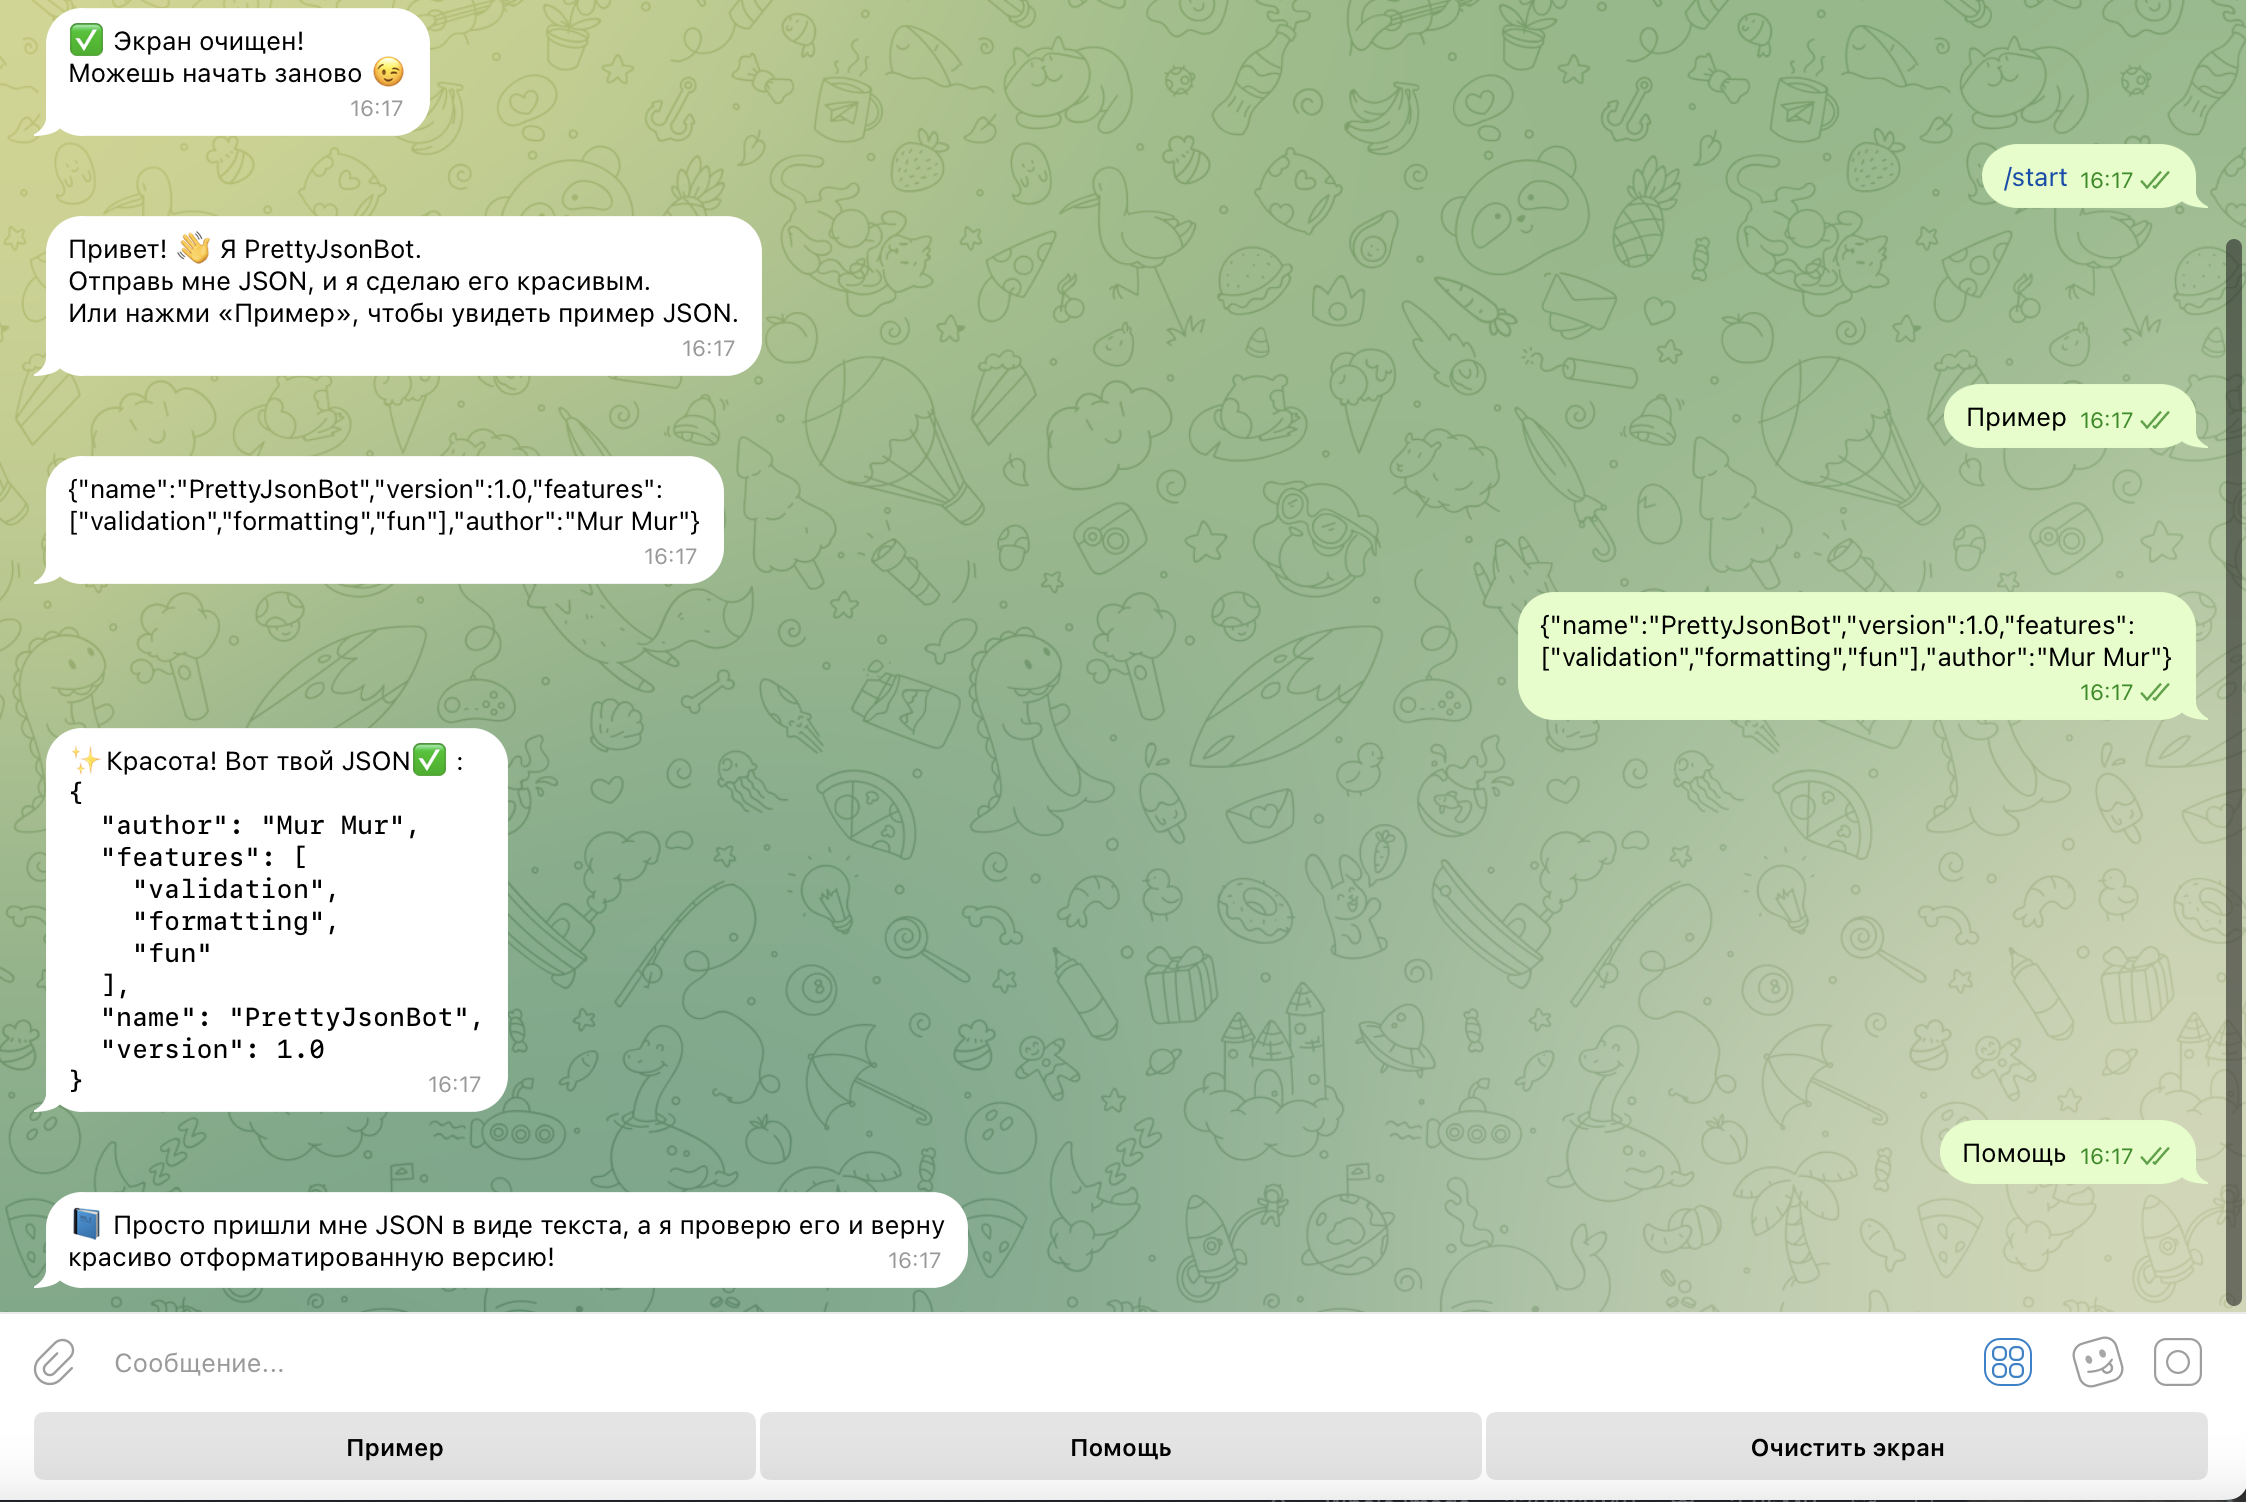 ✅ Экран очищен!
Можешь начать заново 😉
16:17
/start 16:17
Привет! 👋 Я PrettyJsonBot.
Отправь мне JSON, и я сделаю его красивым.
Или нажми «Пример», чтобы увидеть пример JSON.
16:17
Пример 16:17
{"name":"PrettyJsonBot","version":1.0,"features":
["validation","formatting","fun"],"author":"Mur Mur"}
16:17
{"name":"PrettyJsonBot","version":1.0,"features":
["validation","formatting","fun"],"author":"Mur Mur"}
16:17
✨ Красота! Вот твой JSON✅ :
{
  "author": "Mur Mur",
  "features": [
    "validation",
    "formatting",
    "fun"
  ],
  "name": "PrettyJsonBot",
  "version": 1.0
}
16:17
Помощь 16:17
📘 Просто пришли мне JSON в виде текста, а я проверю его и верну
красиво отформатированную версию!
16:17
Сообщение...
Пример
Помощь
Очистить экран